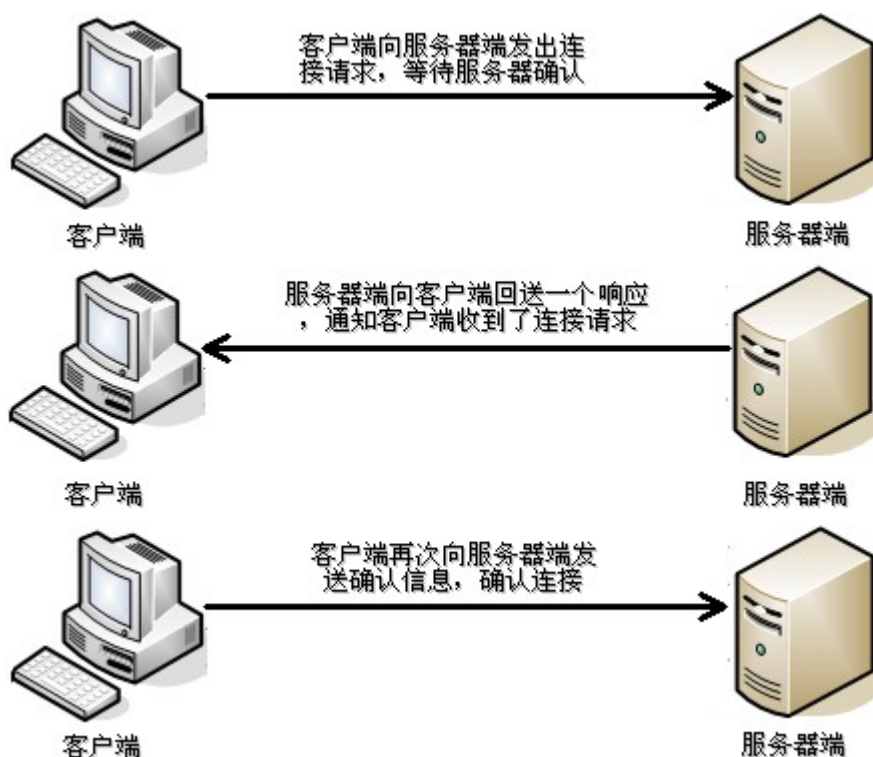 客户端向服务器端发出连
接请求，等待服务器确认
客户端
服务器端
服务器端向客户端回送一个响应
，通知客户端收到了连接请求
客户端
服务器端
客户端再次向服务器端发
送确认信息，确认连接
客户端
服务器端